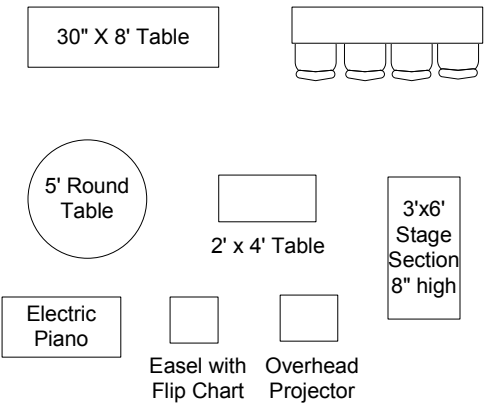 30" X 8' Table
5' Round
Table
2' x 4' Table
3'x6'
Stage
Section
8" high
Electric
Piano
Easel with
Flip Chart
Overhead
Projector